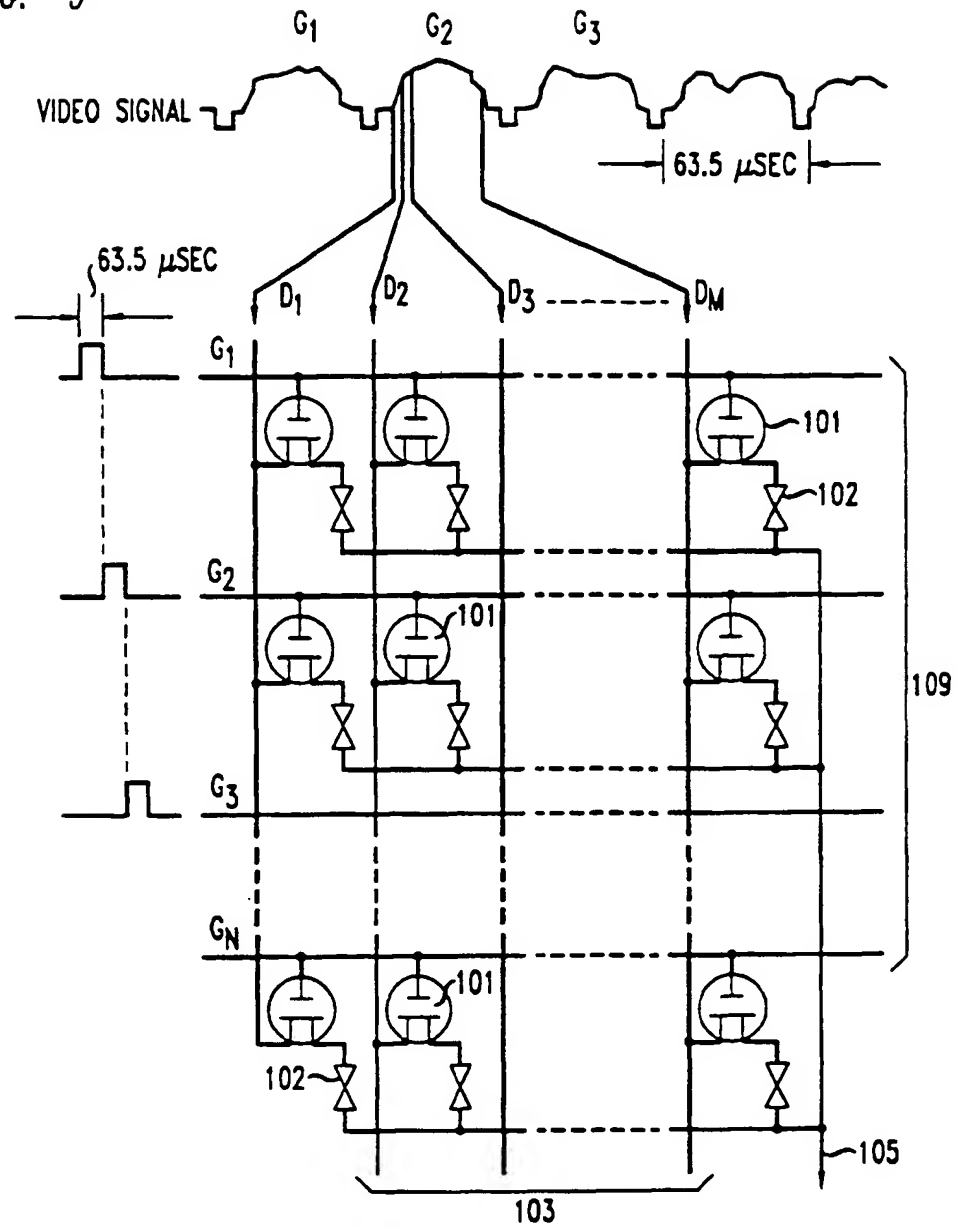 G1 G2 G3
VIDEO SIGNAL
63.5 μSEC
63.5 μSEC
D1 D2 D3 DM
G1
101
102
G2
101
109
G3
GN
101
102
105
103